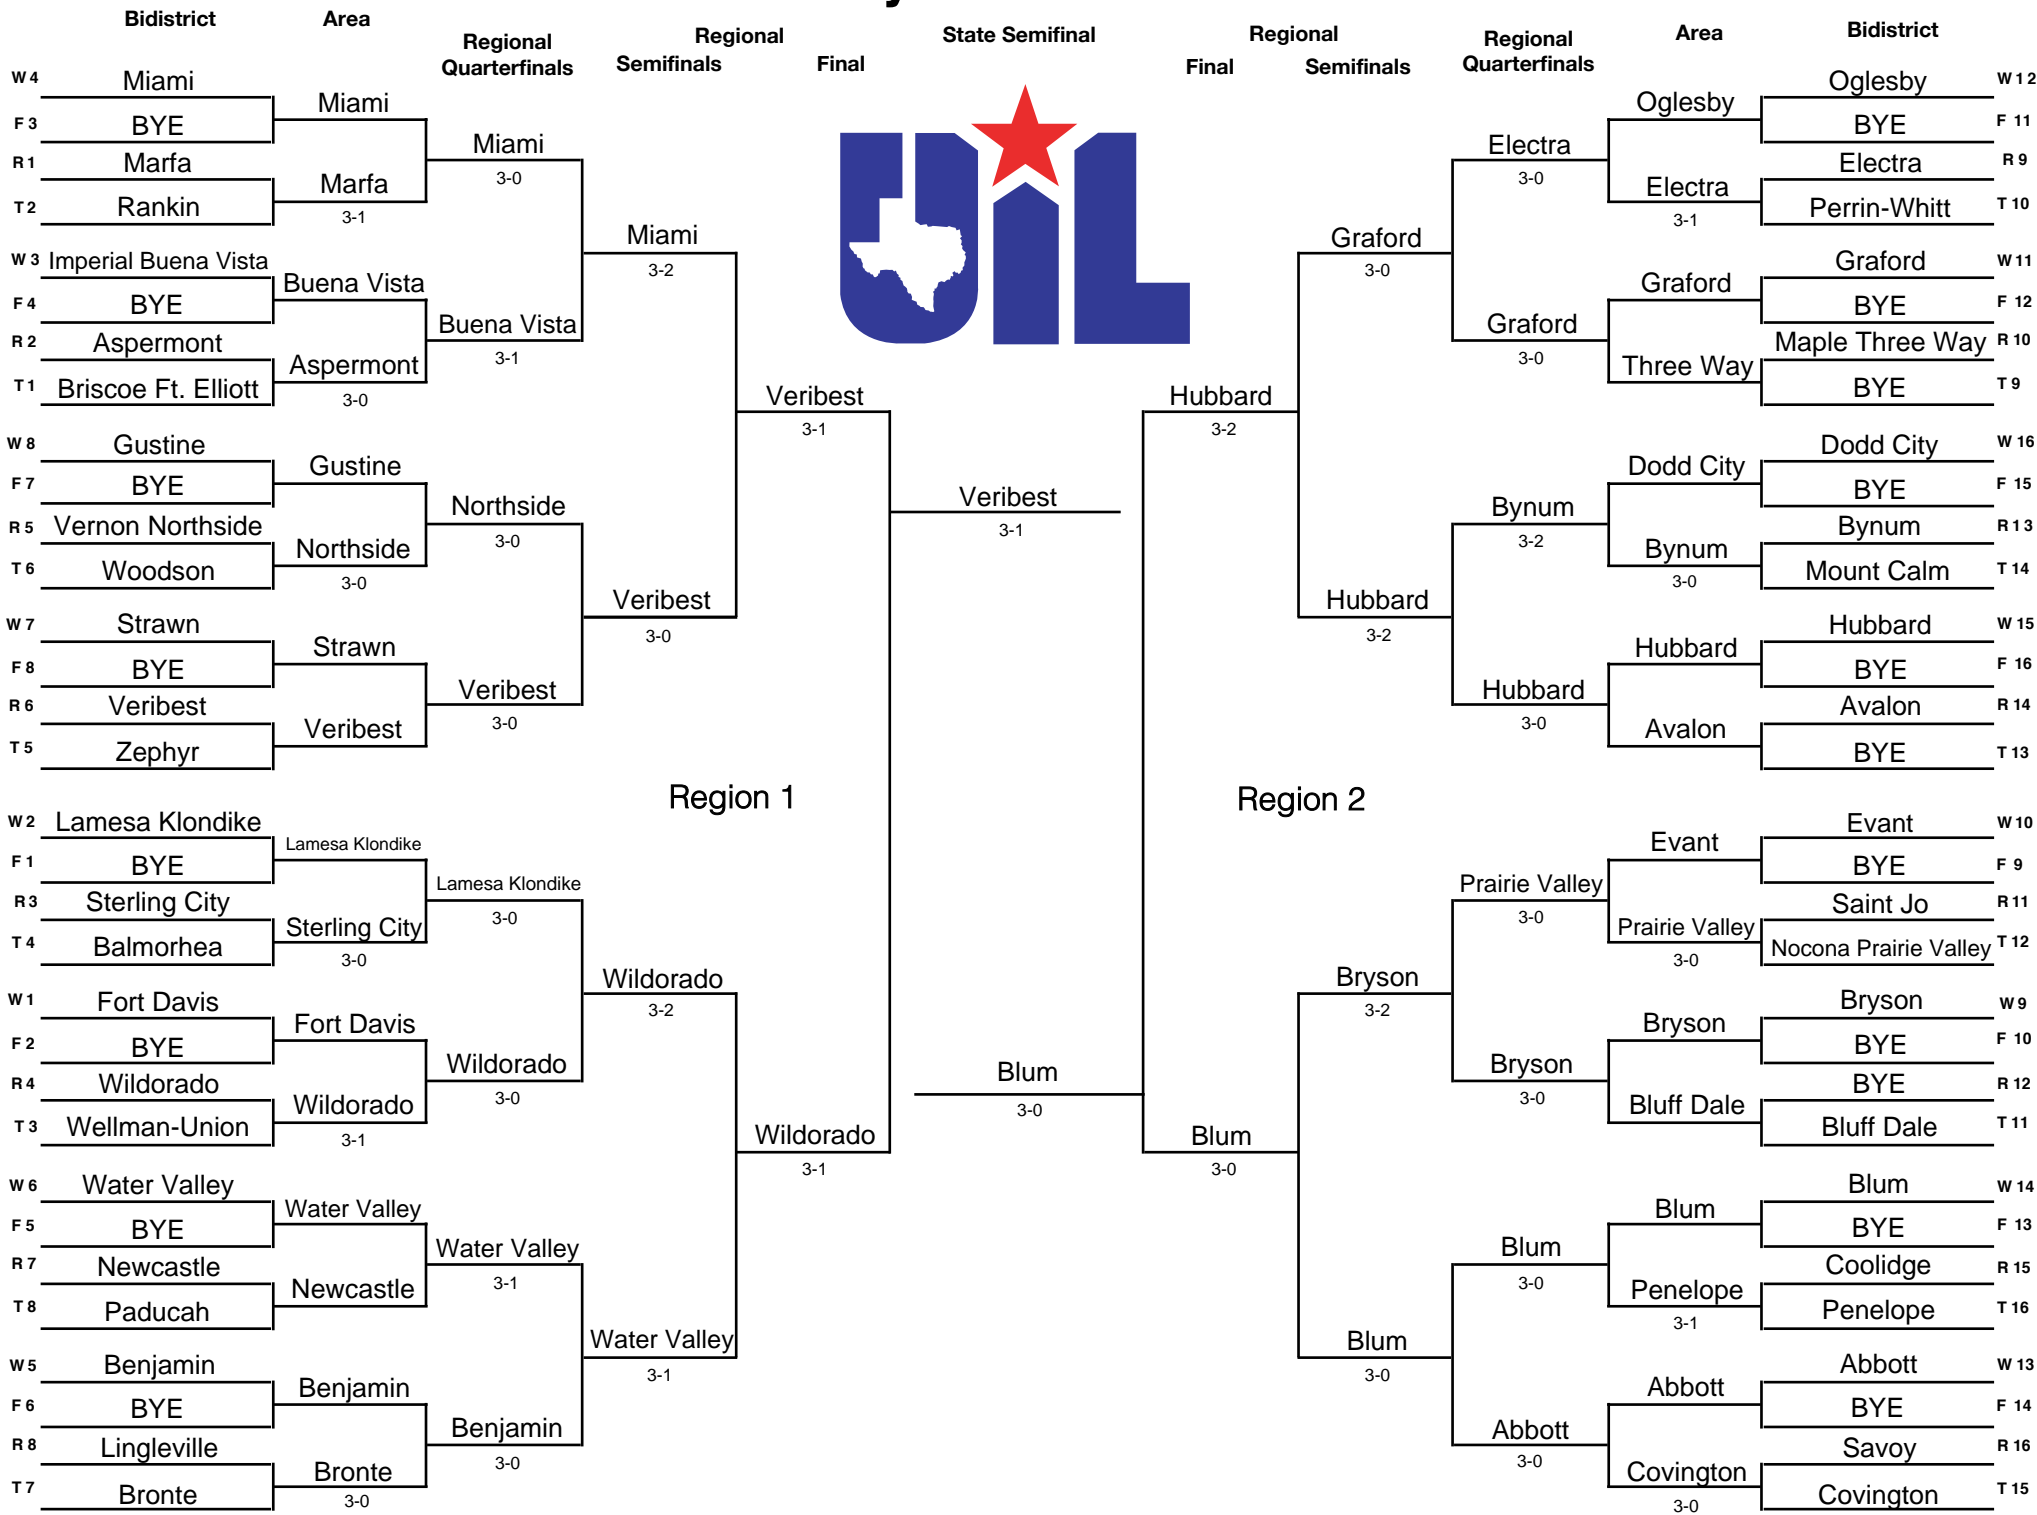 Bidistrict
Area
Regional
Quarterfinals
Regional
Semifinals
Final
State Semifinal
Regional
Final
Semifinals
Regional
Quarterfinals
Area
Bidistrict
UIL
W 4 Miami
F 3 BYE
R 1 Marfa
T 2 Rankin
W 3 Imperial Buena Vista
F 4 BYE
R 2 Aspermont
T 1 Briscoe Ft. Elliott
W 8 Gustine
F 7 BYE
R 5 Vernon Northside
T 6 Woodson
W 7 Strawn
F 8 BYE
R 6 Veribest
T 5 Zephyr
W 2 Lamesa Klondike
F 1 BYE
R 3 Sterling City
T 4 Balmorhea
W 1 Fort Davis
F 2 BYE
R 4 Wildorado
T 3 Wellman-Union
W 6 Water Valley
F 5 BYE
R 7 Newcastle
T 8 Paducah
W 5 Benjamin
F 6 BYE
R 8 Lingleville
T 7 Bronte
Miami
Marfa
3-1
Buena Vista
Aspermont
3-0
Gustine
Northside
3-0
Strawn
Veribest
Lamesa Klondike
Sterling City
3-0
Fort Davis
Wildorado
3-1
Water Valley
Newcastle
Benjamin
Bronte
3-0
Miami
3-0
Buena Vista
3-1
Northside
3-0
Veribest
3-0
Lamesa Klondike
3-0
Wildorado
3-0
Water Valley
3-1
Benjamin
3-0
Miami
3-2
Veribest
3-0
Wildorado
3-2
Water Valley
3-1
Region 1
Veribest
3-1
Wildorado
3-1
Veribest
3-1
Blum
3-0
Hubbard
3-2
Blum
3-0
Region 2
Graford
3-0
Hubbard
3-2
Bryson
3-2
Blum
3-0
Electra
3-0
Graford
3-0
Bynum
3-2
Hubbard
3-0
Prairie Valley
3-0
Bryson
3-0
Blum
3-0
Abbott
3-0
Oglesby
Electra
3-1
Graford
Three Way
Dodd City
Bynum
3-0
Hubbard
Avalon
Evant
Prairie Valley
3-0
Bryson
Bluff Dale
Blum
Penelope
3-1
Abbott
Covington
3-0
Oglesby W 12
BYE F 11
Electra R 9
Perrin-Whitt T 10
Graford W 11
BYE F 12
Maple Three Way R 10
BYE T 9
Dodd City W 16
BYE F 15
Bynum R 13
Mount Calm T 14
Hubbard W 15
BYE F 16
Avalon R 14
BYE T 13
Evant W 10
BYE F 9
Saint Jo R 11
Nocona Prairie Valley T 12
Bryson W 9
BYE F 10
BYE R 12
Bluff Dale T 11
Blum W 14
BYE F 13
Coolidge R 15
Penelope T 16
Abbott W 13
BYE F 14
Savoy R 16
Covington T 15